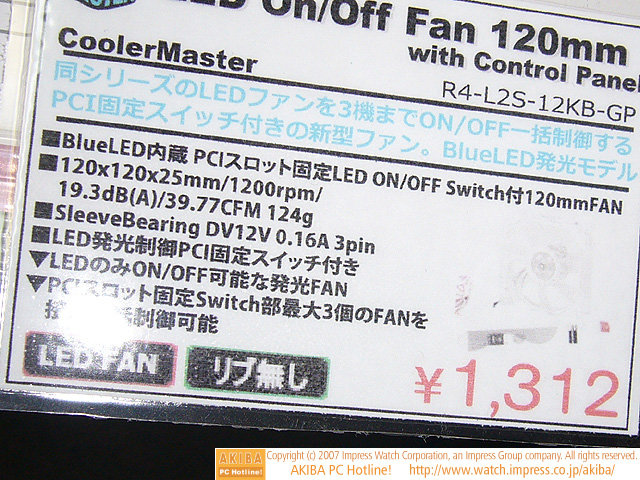 LED On/Off Fan 120mm
with Control Panel
CoolerMaster
R4-L2S-12KB-GP
同シリーズのLEDファンを3機までON/OFF一括制御する
PCI固定スイッチ付きの新型ファン。BlueLED発光モデル
■BlueLED内蔵 PCIスロット固定LED ON/OFF Switch付120mmFAN
■120x120x25mm/1200rpm/
19.3dB(A)/39.77CFM 124g
■SleeveBearing DV12V 0.16A 3pin
■LED発光制御PCI固定スイッチ付き
▼LEDのみON/OFF可能な発光FAN
▼PCIスロット固定Switch部最大3個のFANを
制御可能
LED FAN
リブ無し
¥1,312
AKIBA
PC Hotline!
Copyright (c) 2007 Impress Watch Corporation, an Impress Group company. All rights reserved.
AKIBA PC Hotline! http://www.watch.impress.co.jp/akiba/